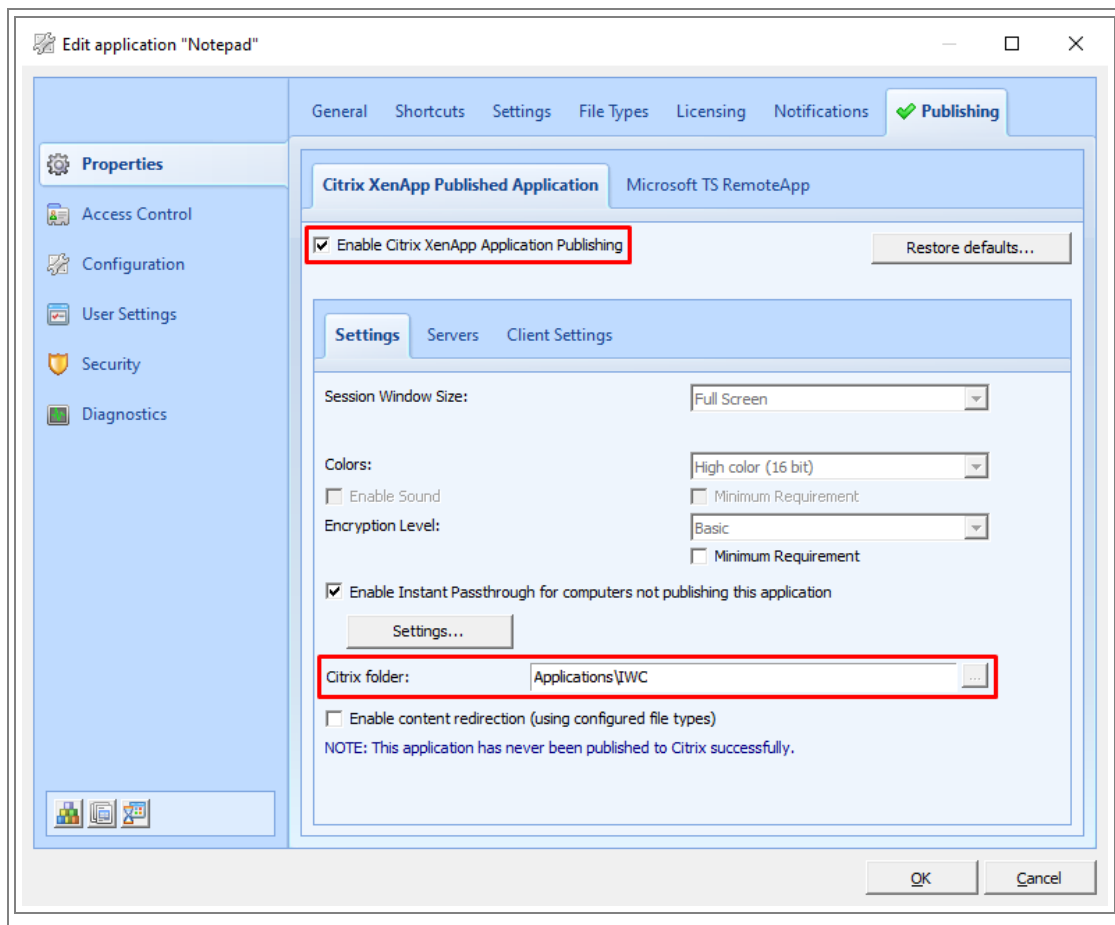 Edit application "Notepad"
General Shortcuts Settings File Types Licensing Notifications Publishing
Properties
Access Control
Configuration
User Settings
Security
Diagnostics
Citrix XenApp Published Application Microsoft TS RemoteApp
Enable Citrix XenApp Application Publishing Restore defaults...
Settings Servers Client Settings
Session Window Size: Full Screen
Colors: High color (16 bit)
Enable Sound Minimum Requirement
Encryption Level: Basic
Minimum Requirement
Enable Instant Passthrough for computers not publishing this application
Settings...
Citrix folder: Applications\IWC ...
Enable content redirection (using configured file types)
NOTE: This application has never been published to Citrix successfully.
OK Cancel